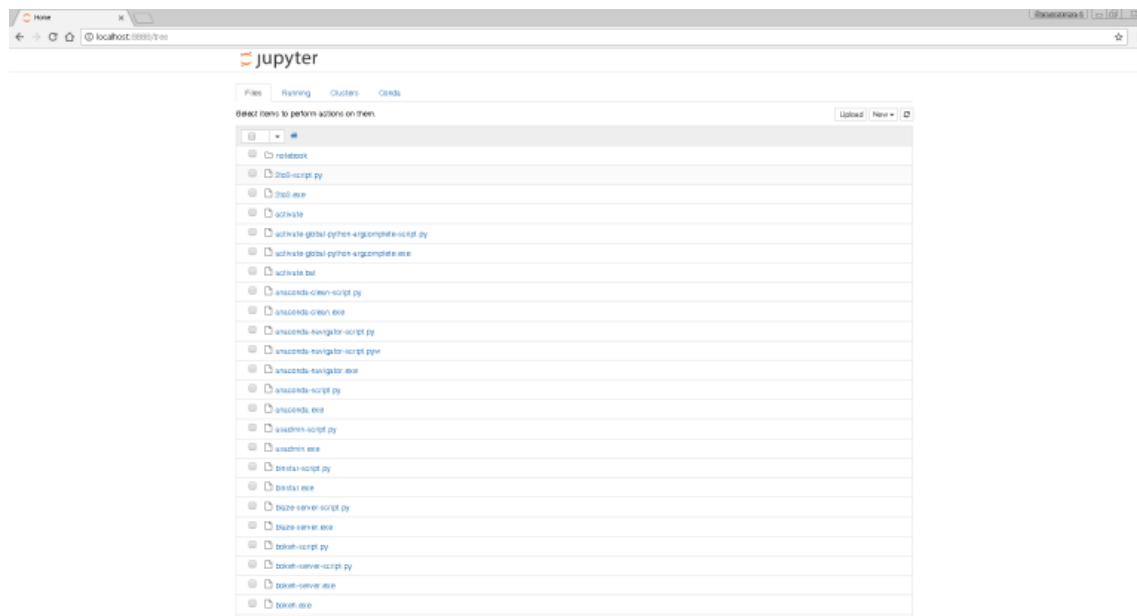 Home
localhost:8888/tree
jupyter
Files Running Clusters Conda
Select items to perform actions on them.
Upload New
notebook
2to3-script.py
2to3.exe
activate
activate-global-python-argcomplete-script.py
activate-global-python-argcomplete.exe
activate.bat
anaconda-clean-script.py
anaconda-clean.exe
anaconda-navigator-script.py
anaconda-navigator-script.pyw
anaconda-navigator.exe
anaconda-script.py
anaconda.exe
asadmin-script.py
asadmin.exe
binstar-script.py
binstar.exe
blaze-server-script.py
blaze-server.exe
bokeh-script.py
bokeh-server-script.py
bokeh-server.exe
bokeh.exe